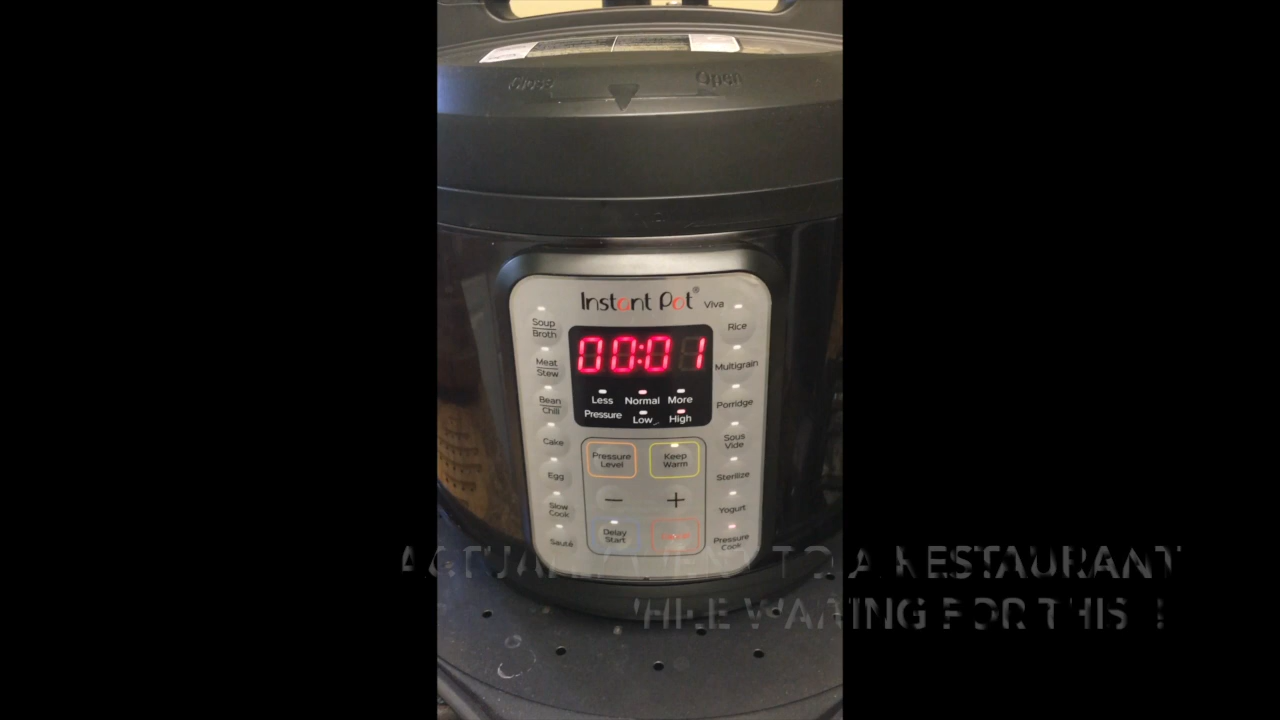 Close Open
Instant Pot® Viva
Soup
Broth
Meat
Stew
Bean
Chili
Cake
Egg
Slow
Cook
Sauté
00:01
Less Normal More
Pressure Low High
Pressure
Level
Keep
Warm
− +
Delay
Start
Rice
Multigrain
Porridge
Sous
Vide
Sterilize
Yogurt
Pressure
Cook
TO A RESTAURANT
WAITING FOR THIS !